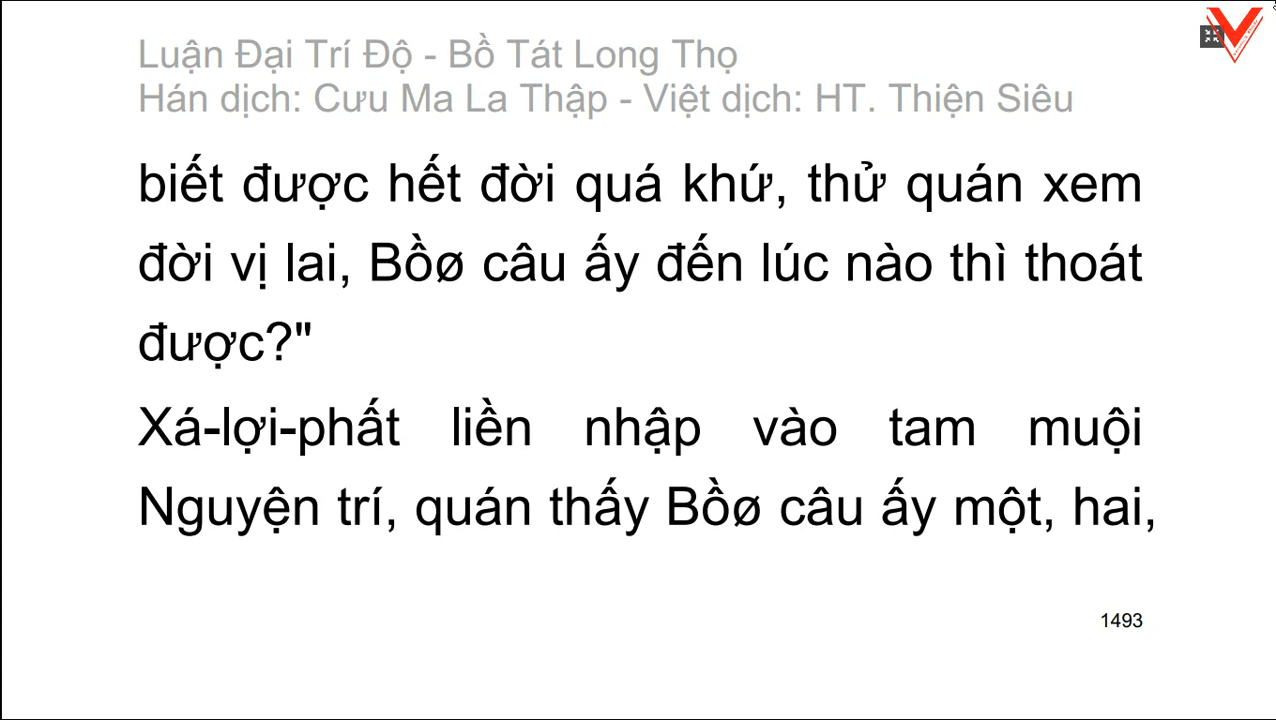 Luận Đại Trí Độ - Bồ Tát Long Thọ
Hán dịch: Cưu Ma La Thập - Việt dịch: HT. Thiện Siêu
biết được hết đời quá khứ, thử quán xem
đời vị lai, Bồø câu ấy đến lúc nào thì thoát
được?"
Xá-lợi-phất liền nhập vào tam muội
Nguyện trí, quán thấy Bồø câu ấy một, hai,
1493